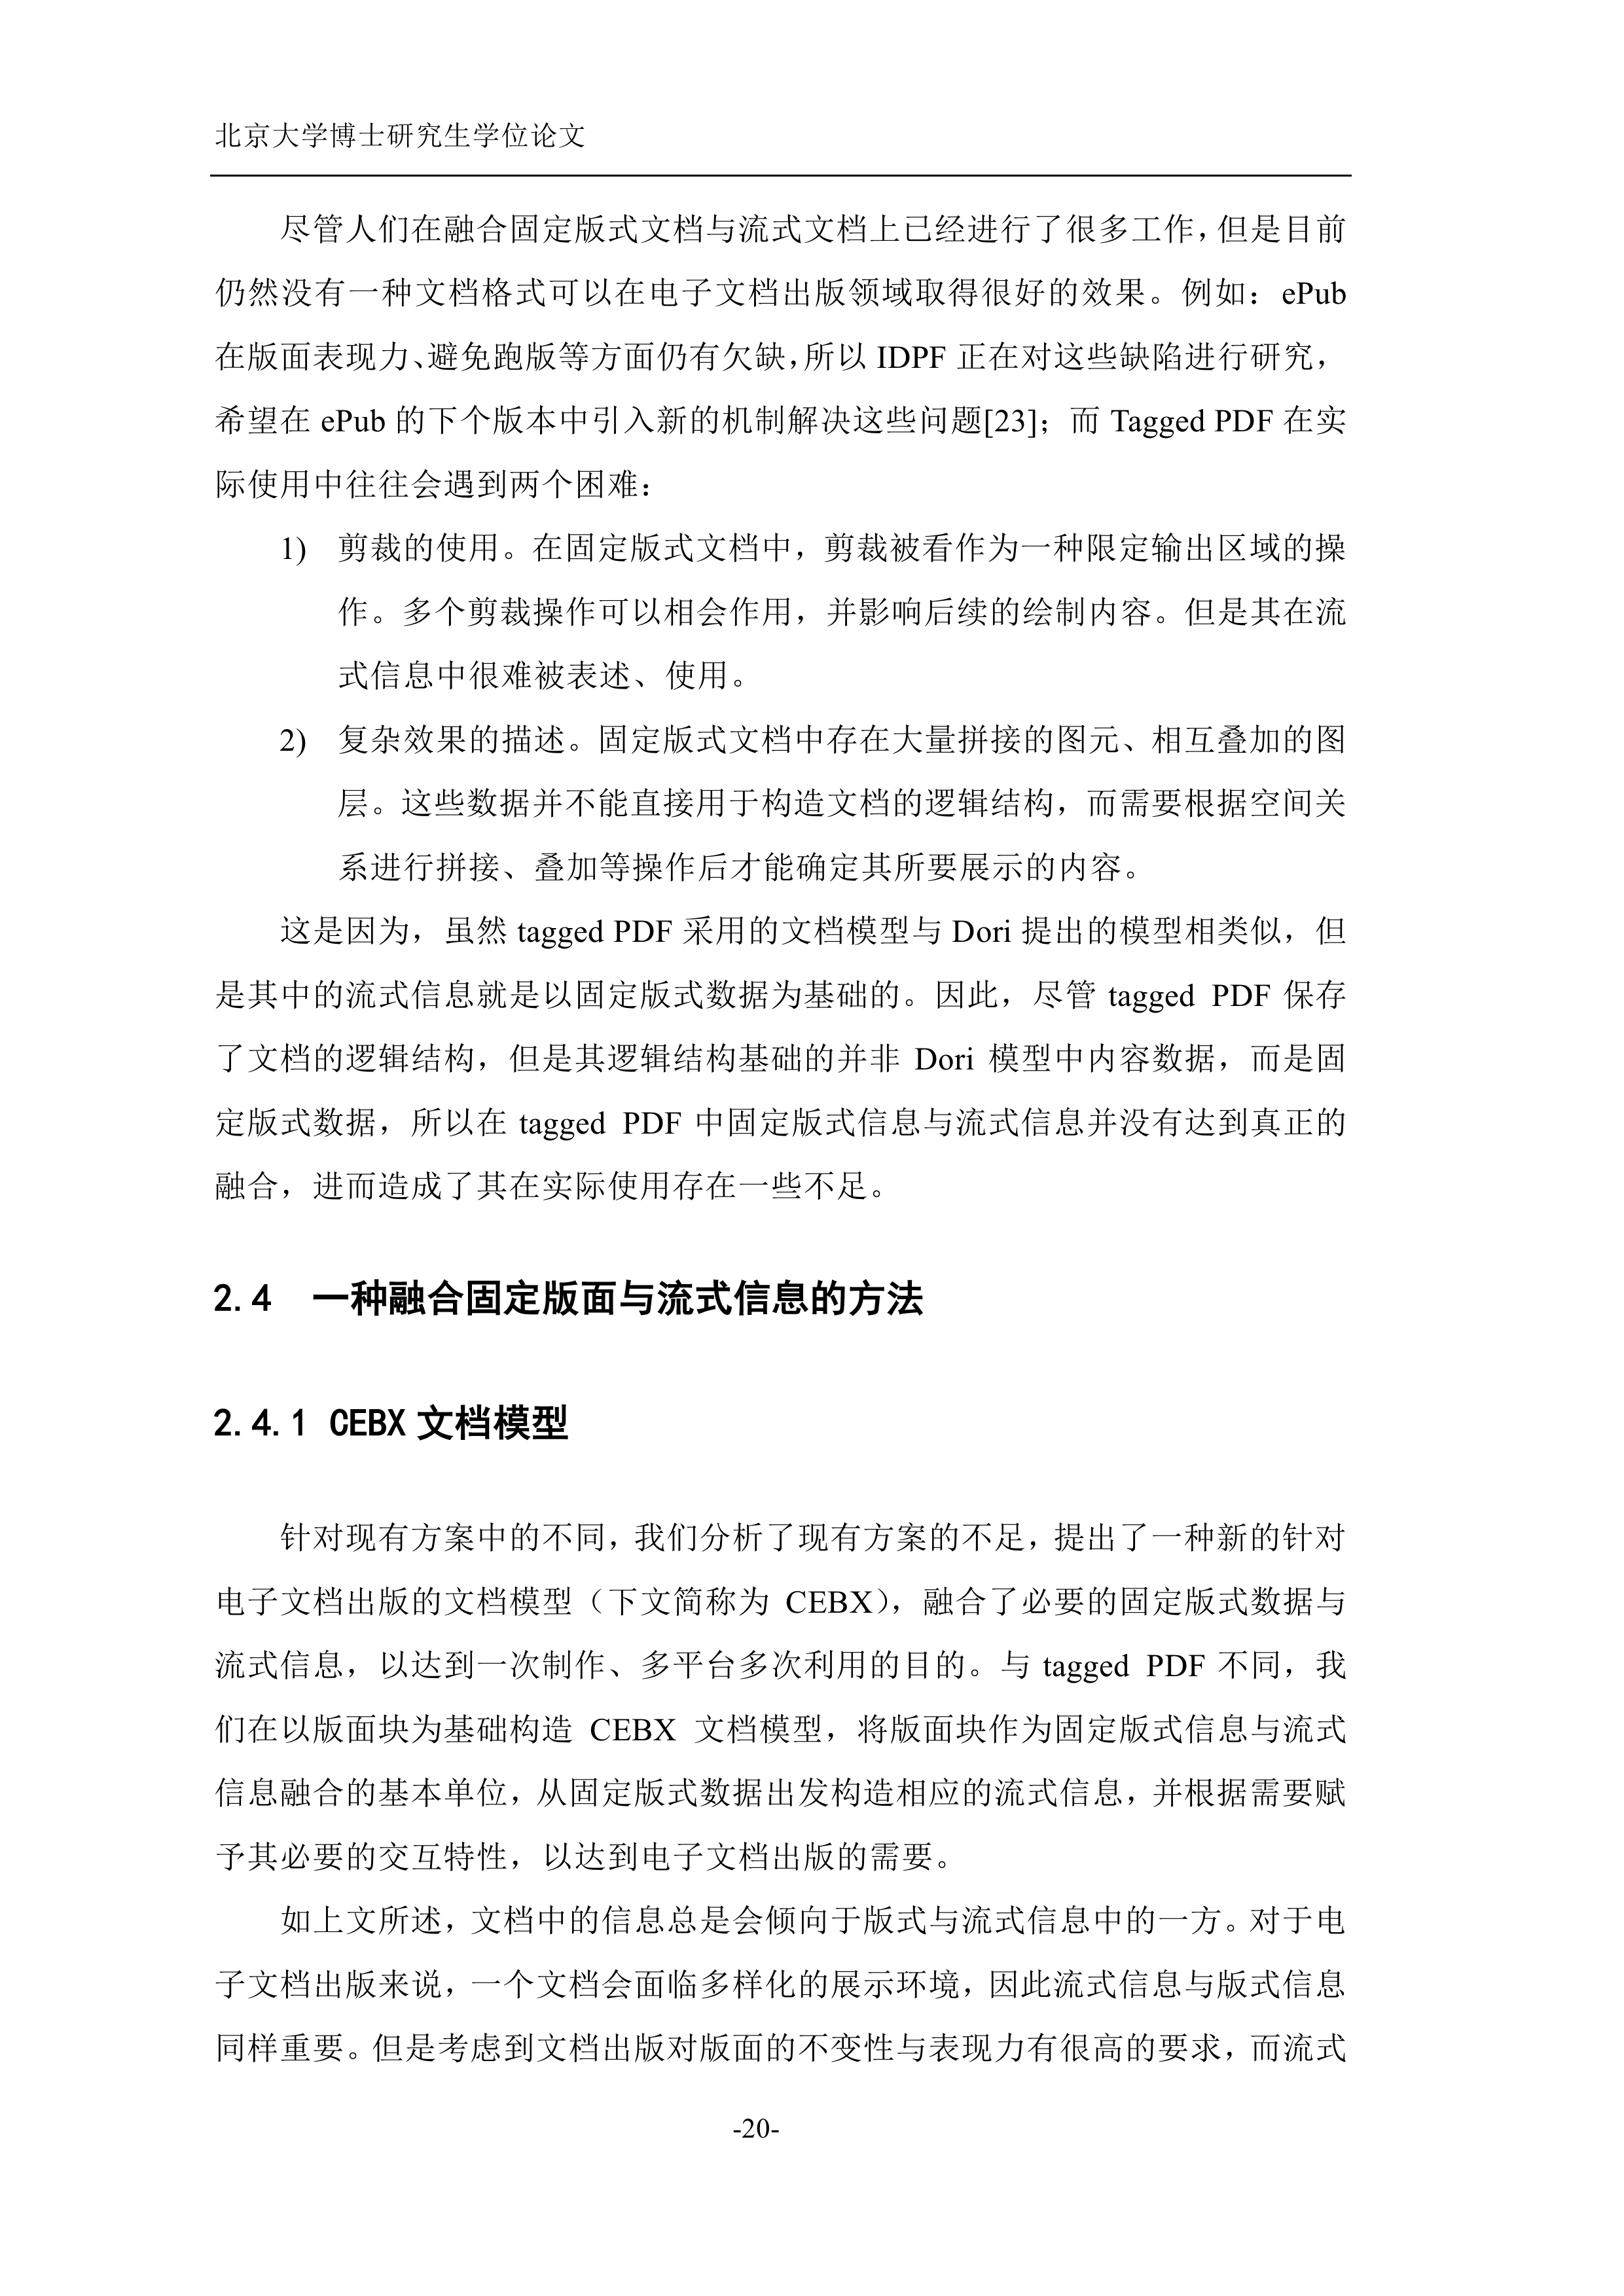 北京大学博士研究生学位论文
尽管人们在融合固定版式文档与流式文档上已经进行了很多工作，但是目前
仍然没有一种文档格式可以在电子文档出版领域取得很好的效果。例如：ePub
在版面表现力、避免跑版等方面仍有欠缺，所以 IDPF 正在对这些缺陷进行研究，
希望在 ePub 的下个版本中引入新的机制解决这些问题[23]；而 Tagged PDF 在实
际使用中往往会遇到两个困难：
1) 剪裁的使用。在固定版式文档中，剪裁被看作为一种限定输出区域的操
作。多个剪裁操作可以相会作用，并影响后续的绘制内容。但是其在流
式信息中很难被表述、使用。
2) 复杂效果的描述。固定版式文档中存在大量拼接的图元、相互叠加的图
层。这些数据并不能直接用于构造文档的逻辑结构，而需要根据空间关
系进行拼接、叠加等操作后才能确定其所要展示的内容。
这是因为，虽然 tagged PDF 采用的文档模型与 Dori 提出的模型相类似，但
是其中的流式信息就是以固定版式数据为基础的。因此，尽管 tagged PDF 保存
了文档的逻辑结构，但是其逻辑结构基础的并非 Dori 模型中内容数据，而是固
定版式数据，所以在 tagged PDF 中固定版式信息与流式信息并没有达到真正的
融合，进而造成了其在实际使用存在一些不足。
2.4 一种融合固定版面与流式信息的方法
2.4.1 CEBX 文档模型
针对现有方案中的不同，我们分析了现有方案的不足，提出了一种新的针对
电子文档出版的文档模型（下文简称为 CEBX），融合了必要的固定版式数据与
流式信息，以达到一次制作、多平台多次利用的目的。与 tagged PDF 不同，我
们在以版面块为基础构造 CEBX 文档模型，将版面块作为固定版式信息与流式
信息融合的基本单位，从固定版式数据出发构造相应的流式信息，并根据需要赋
予其必要的交互特性，以达到电子文档出版的需要。
如上文所述，文档中的信息总是会倾向于版式与流式信息中的一方。对于电
子文档出版来说，一个文档会面临多样化的展示环境，因此流式信息与版式信息
同样重要。但是考虑到文档出版对版面的不变性与表现力有很高的要求，而流式
-20-